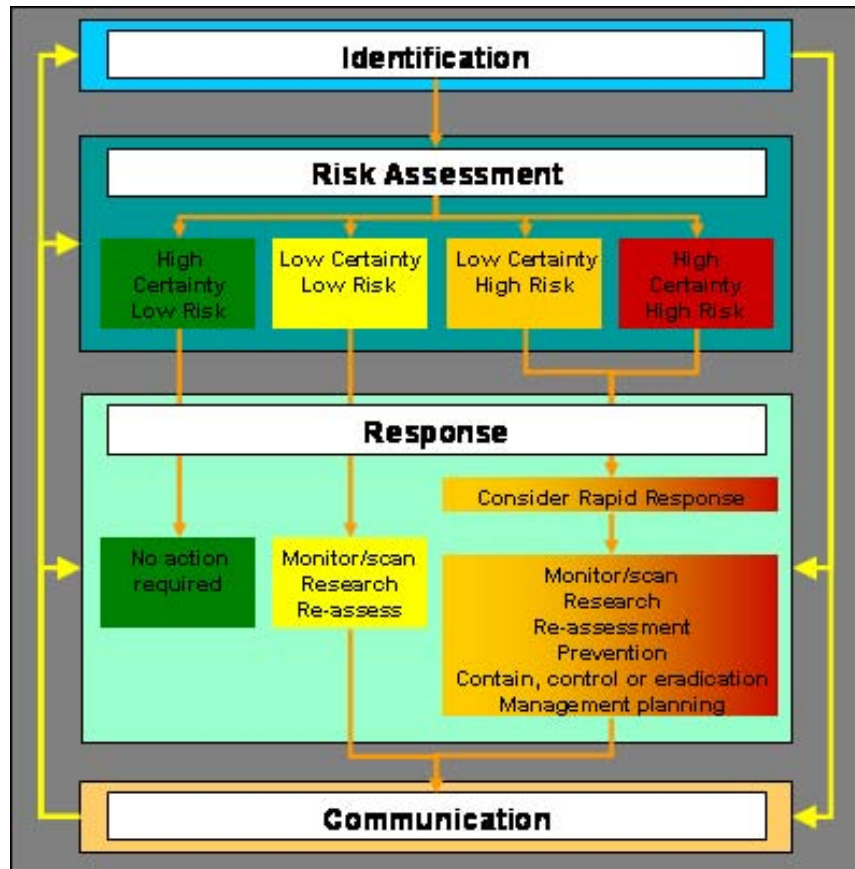 Identification
Risk Assessment
High
Certainty
Low Risk
Low Certainty
Low Risk
Low Certainty
High Risk
High
Certainty
High Risk
Response
Consider Rapid Response
No action
required
Monitor/scan
Research
Re-assess
Monitor/scan
Research
Re-assessment
Prevention
Contain, control or eradication
Management planning
Communication